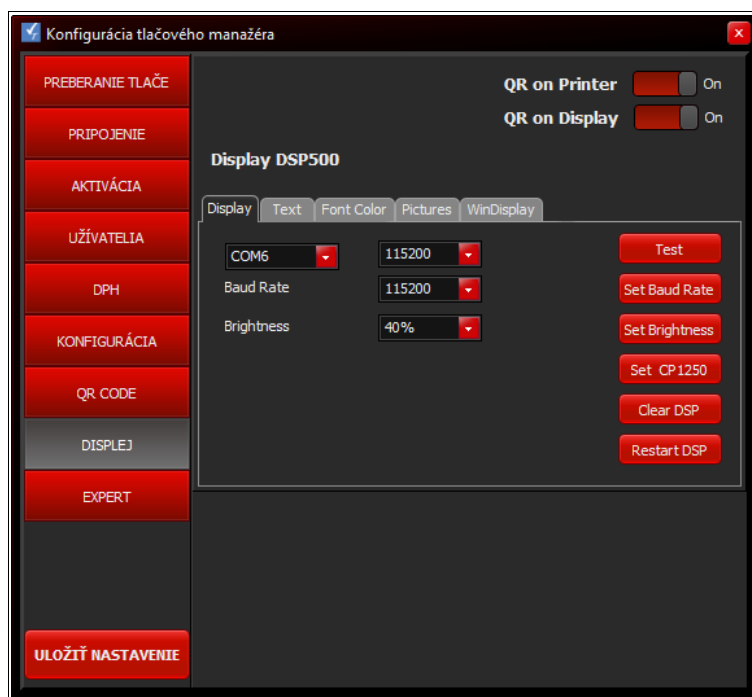 Konfigurácia tlačového manažéra
PREBERANIE TLAČE
PRIPOJENIE
AKTIVÁCIA
UŽÍVATELIA
DPH
KONFIGURÁCIA
QR CODE
DISPLEJ
EXPERT
ULOŽIŤ NASTAVENIE
QR on Printer On
QR on Display On
Display DSP500
Display Text Font Color Pictures WinDisplay
COM6 115200 Test
Baud Rate 115200 Set Baud Rate
Brightness 40% Set Brightness
Set CP1250
Clear DSP
Restart DSP